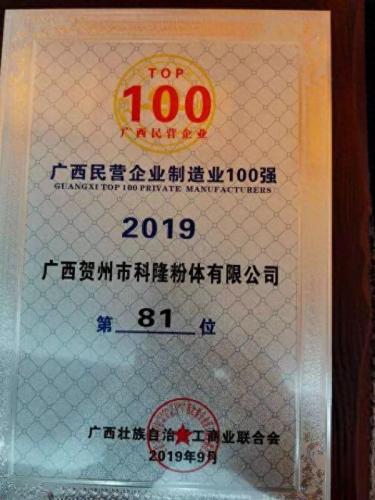 TOP
100
广西民营企业
广西民营企业制造业100强
GUANGXI TOP 100 PRIVATE MANUFACTURERS
2019
广西贺州市科隆粉体有限公司
第 81 位
广西壮族自治 工商业联合会
2019年9月